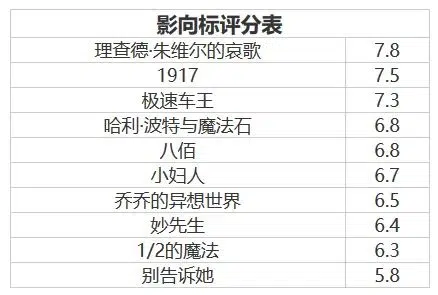 影向标评分表
理查德·朱维尔的哀歌 7.8
1917 7.5
极速车王 7.3
哈利·波特与魔法石 6.8
八佰 6.8
小妇人 6.7
乔乔的异想世界 6.5
妙先生 6.4
1/2的魔法 6.3
别告诉她 5.8